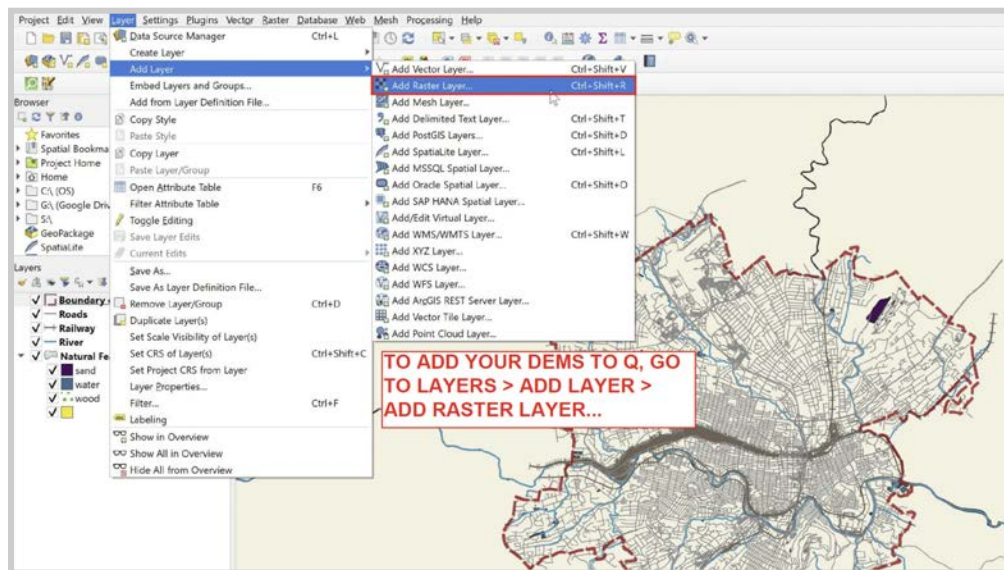 Project Edit View Layer Settings Plugins Vector Raster Database Web Mesh Processing Help
Data Source Manager Ctrl+L
Create Layer
Add Layer
Embed Layers and Groups...
Add from Layer Definition File...
Copy Style
Paste Style
Copy Layer
Paste Layer/Group
Open Attribute Table F6
Filter Attribute Table
Toggle Editing
Save Layer Edits
Current Edits
Save As...
Save As Layer Definition File...
Remove Layer/Group Ctrl+D
Duplicate Layer(s)
Set Scale Visibility of Layer(s)
Set CRS of Layer(s) Ctrl+Shift+C
Set Project CRS from Layer
Layer Properties...
Filter... Ctrl+F
Labeling
Show in Overview
Show All in Overview
Hide All from Overview
Add Vector Layer... Ctrl+Shift+V
Add Raster Layer... Ctrl+Shift+R
Add Mesh Layer...
Add Delimited Text Layer... Ctrl+Shift+T
Add PostGIS Layers... Ctrl+Shift+D
Add SpatiaLite Layer... Ctrl+Shift+L
Add MSSQL Spatial Layer...
Add Oracle Spatial Layer... Ctrl+Shift+O
Add SAP HANA Spatial Layer...
Add/Edit Virtual Layer...
Add WMS/WMTS Layer... Ctrl+Shift+W
Add XYZ Layer...
Add WCS Layer...
Add WFS Layer...
Add ArcGIS REST Server Layer...
Add Vector Tile Layer...
Add Point Cloud Layer...
Browser
Favorites
Spatial Bookma
Project Home
Home
C:\ (OS)
G:\ (Google Driv
S:\
GeoPackage
SpatiaLite
Layers
Boundary
Roads
Railway
River
Natural Fe
sand
water
wood
TO ADD YOUR DEMS TO Q, GO
TO LAYERS > ADD LAYER >
ADD RASTER LAYER...